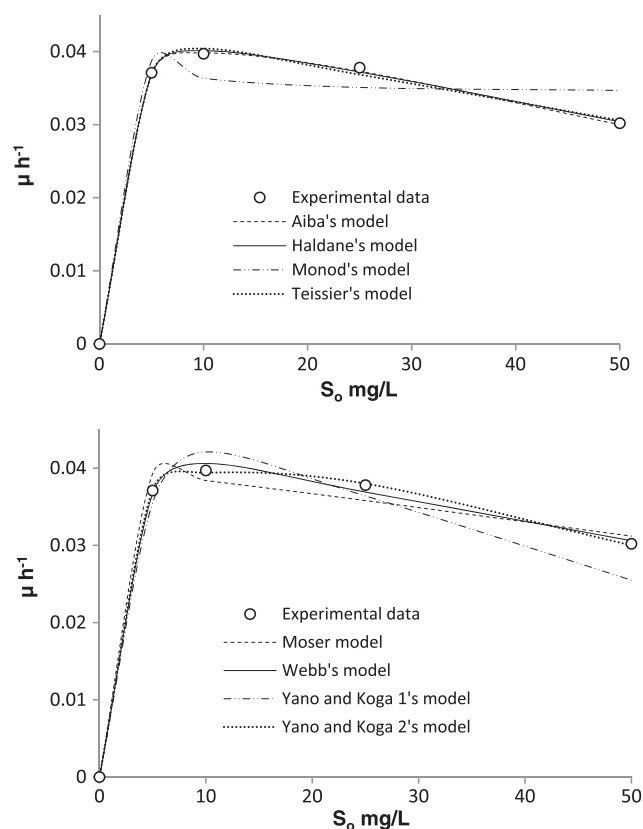 0.04
0.03
0.02
0.01
0
μ h-1
Experimental data
Aiba's model
Haldane's model
Monod's model
Teissier's model
0 10 20 30 40 50
So mg/L
0.04
0.03
0.02
0.01
0
μ h-1
Experimental data
Moser model
Webb's model
Yano and Koga 1's model
Yano and Koga 2's model
0 10 20 30 40 50
So mg/L